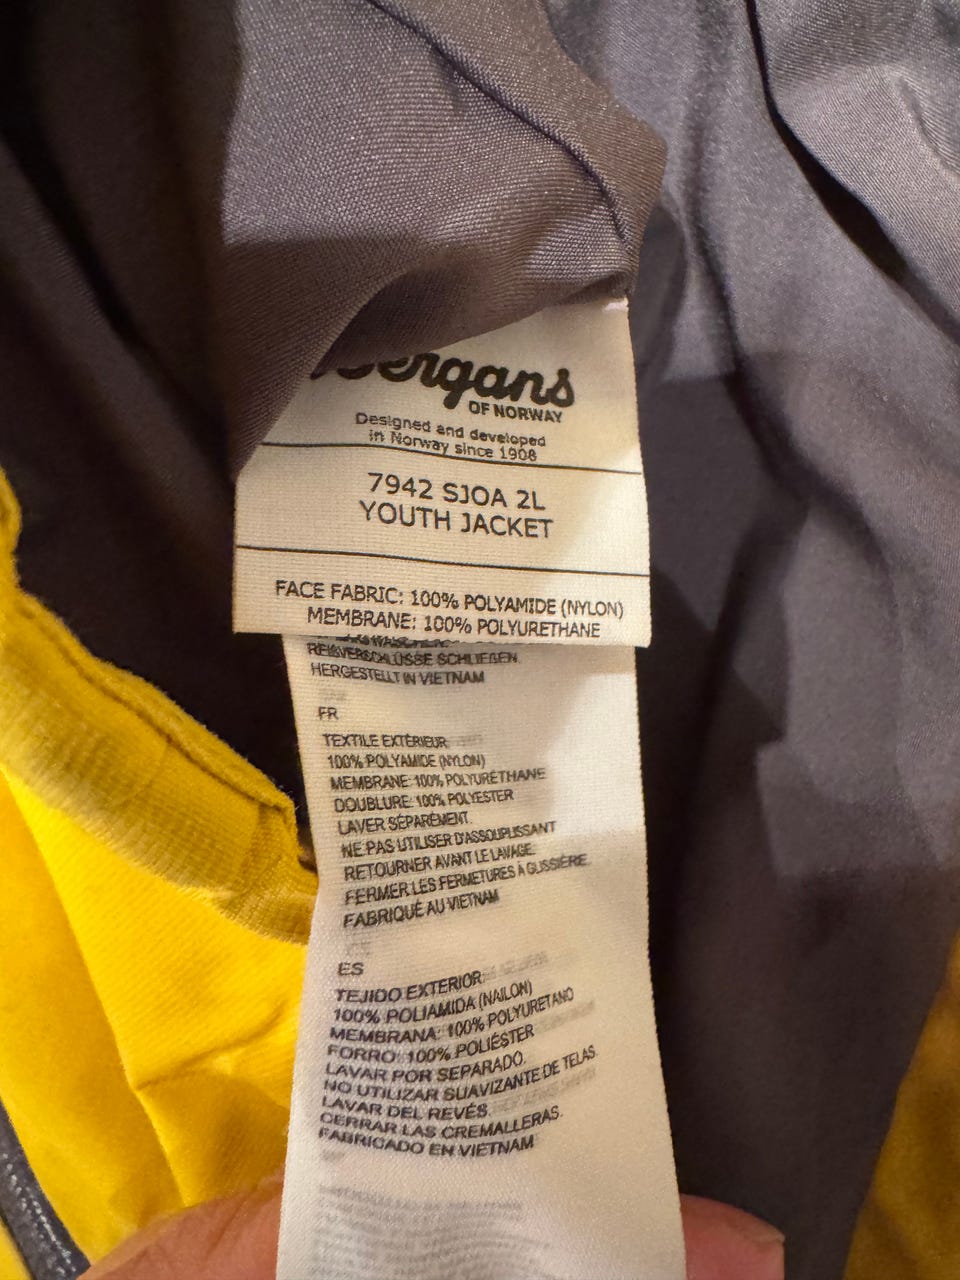 Bergans
OF NORWAY
Designed and developed
in Norway since 1908
7942 SJOA 2L
YOUTH JACKET
FACE FABRIC: 100% POLYAMIDE (NYLON)
MEMBRANE: 100% POLYURETHANE
REIẞVERSCHLÜSSE SCHLIEẞEN.
HERGESTELLT IN VIETNAM
FR
TEXTILE EXTÉRIEUR:
100% POLYAMIDE (NYLON)
MEMBRANE: 100% POLYURÉTHANE
DOUBLURE: 100% POLYESTER
LAVER SÉPARÉMENT.
NE PAS UTILISER D'ASSOUPLISSANT
RETOURNER AVANT LE LAVAGE.
FERMER LES FERMETURES À GLISSIÈRE.
FABRIQUÉ AU VIETNAM
ES
TEJIDO EXTERIOR:
100% POLIAMIDA (NAILON)
MEMBRANA: 100% POLYURETANO
FORRO: 100% POLIÉSTER
LAVAR POR SEPARADO.
NO UTILIZAR SUAVIZANTE DE TELAS.
LAVAR DEL REVÉS.
CERRAR LAS CREMALLERAS.
FABRICADO EN VIETNAM